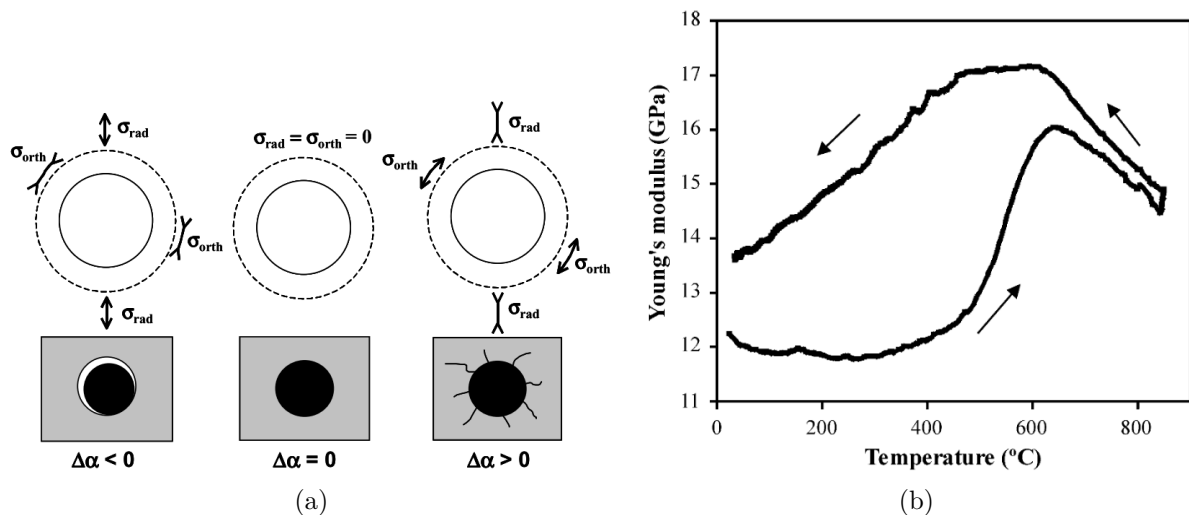 σrad
σorth
σorth
σrad
Δα < 0
σrad = σorth = 0
Δα = 0
σrad
σorth
σorth
σrad
Δα > 0
(a)
Young's modulus (GPa)
18
17
16
15
14
13
12
11
0 200 400 600 800
Temperature (ºC)
(b)